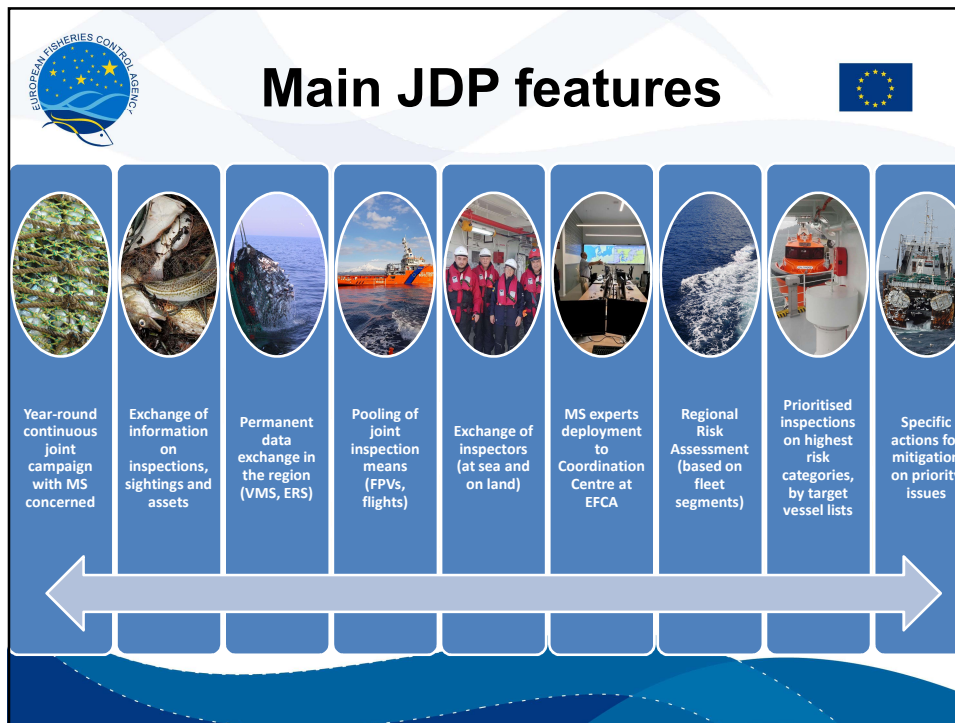 EUROPEAN FISHERIES CONTROL AGENCY
Main JDP features
Year-round
continuous
joint
campaign
with MS
concerned
Exchange of
information
on
inspections,
sightings and
assets
Permanent
data
exchange in
the region
(VMS, ERS)
Pooling of
joint
inspection
means
(FPVs,
flights)
Exchange of
inspectors
(at sea and
on land)
MS experts
deployment
to
Coordination
Centre at
EFCA
Regional
Risk
Assessment
(based on
fleet
segments)
Prioritised
inspections
on highest
risk
categories,
by target
vessel lists
Specific
actions fo
mitigation
on priorit
issues